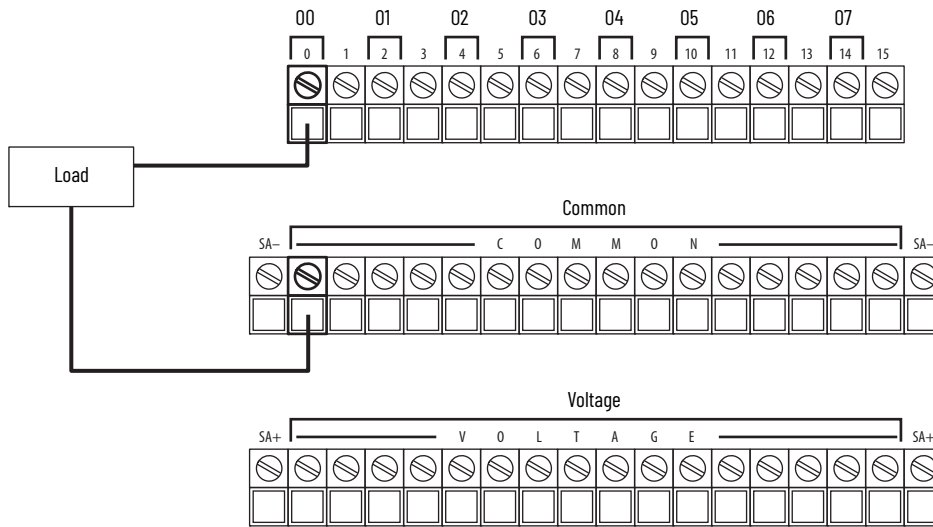 00 01 02 03 04 05 06 07
0 1 2 3 4 5 6 7 8 9 10 11 12 13 14 15
Load
Common
SA– C O M M O N SA–
Voltage
SA+ V O L T A G E SA+